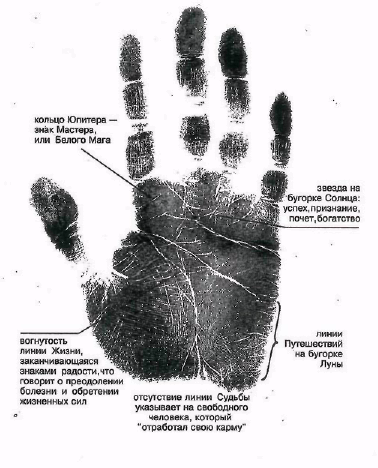 кольцо Юпитера —
знак Мастера,
или Белого Мага
звезда на
бугорке Солнца:
успех, признание,
почет, богатство
вогнутость
линии Жизни,
заканчивающаяся
знаками радости, что
говорит о преодолении
болезни и обретении
жизненных сил
линии
Путешествий
на бугорке
Луны
отсутствие линии Судьбы
указывает на свободного
человека, который
"отработал свою карму"